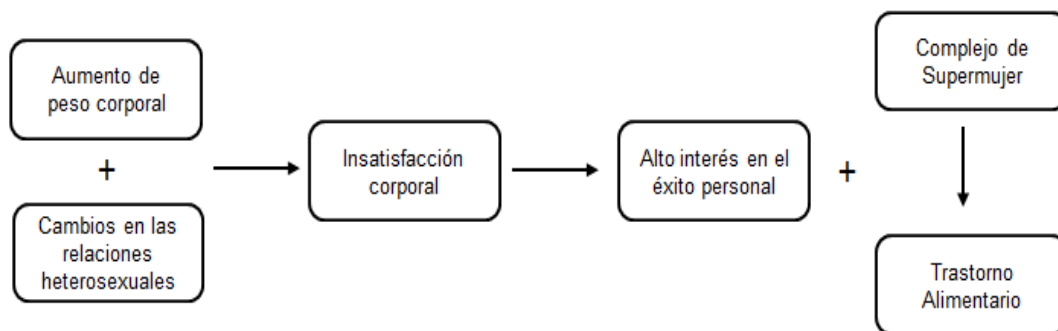 Aumento de
peso corporal
+
Cambios en las
relaciones
heterosexuales
Insatisfacción
corporal
Alto interés en el
éxito personal
+
Complejo de
Supermujer
Trastorno
Alimentario